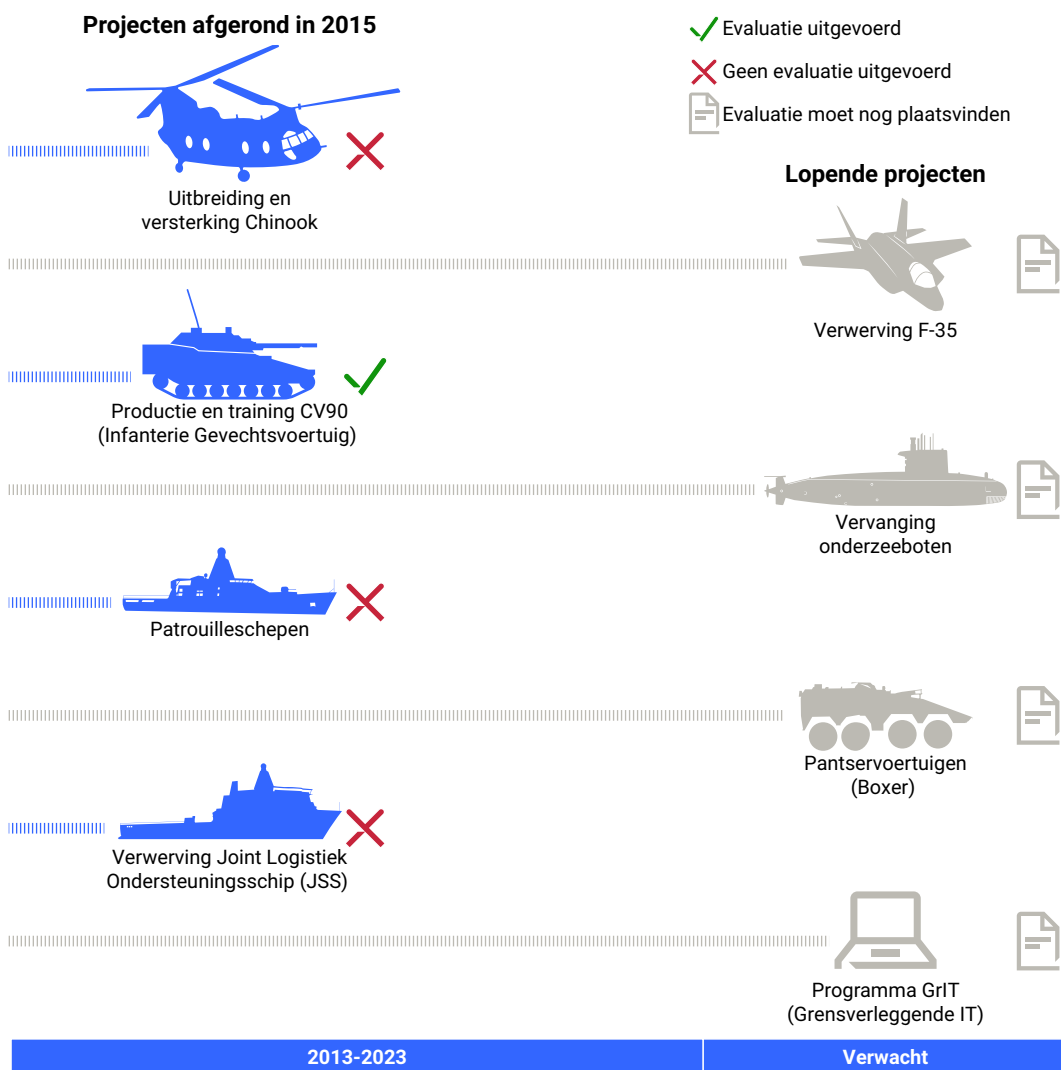 Projecten afgerond in 2015
Evaluatie uitgevoerd
Geen evaluatie uitgevoerd
Evaluatie moet nog plaatsvinden
Uitbreiding en
versterking Chinook
Lopende projecten
Verwerving F-35
Productie en training CV90
(Infanterie Gevechtsvoertuig)
Vervanging
onderzeeboten
Patrouilleschepen
Pantservoertuigen
(Boxer)
Verwerving Joint Logistiek
Ondersteuningsschip (JSS)
Programma GrIT
(Grensverleggende IT)
2013-2023
Verwacht